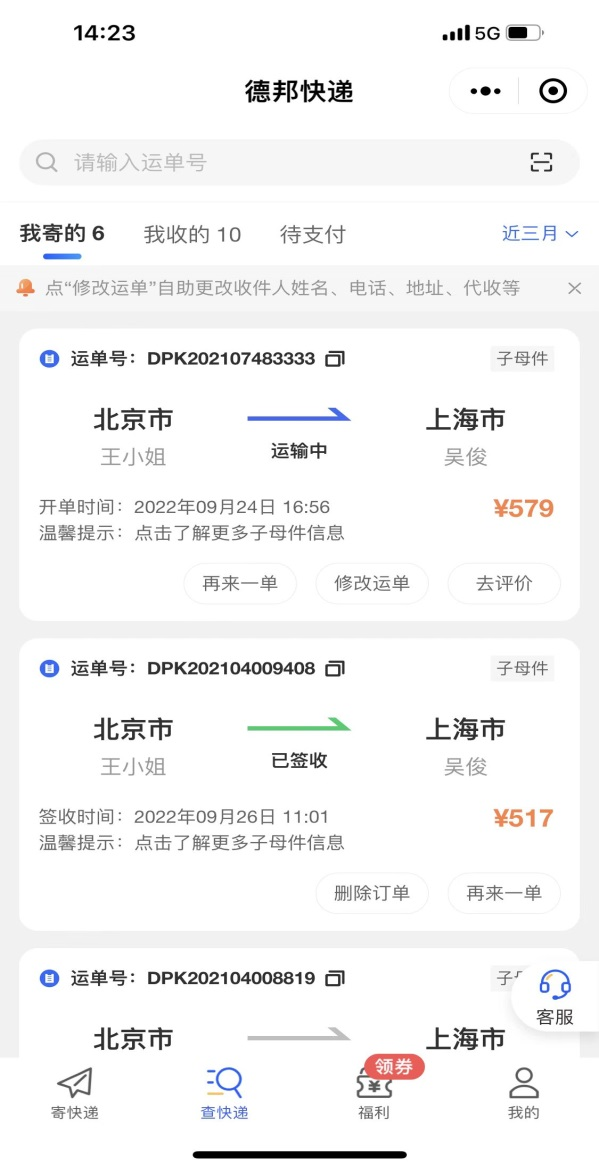 14:23
5G
德邦快递
请输入运单号
我寄的 6 我收的 10 待支付 近三月
点“修改运单”自助更改收件人姓名、电话、地址、代收等
运单号：DPK202107483333 子母件
北京市 上海市
运输中
王小姐 吴俊
开单时间：2022年09月24日 16:56 ¥579
温馨提示：点击了解更多子母件信息
再来一单 修改运单 去评价
运单号：DPK202104009408 子母件
北京市 上海市
已签收
王小姐 吴俊
签收时间：2022年09月26日 11:01 ¥517
温馨提示：点击了解更多子母件信息
删除订单 再来一单
运单号：DPK202104008819 子
北京市 上海市
客服
领券
寄快递 查快递 福利 我的